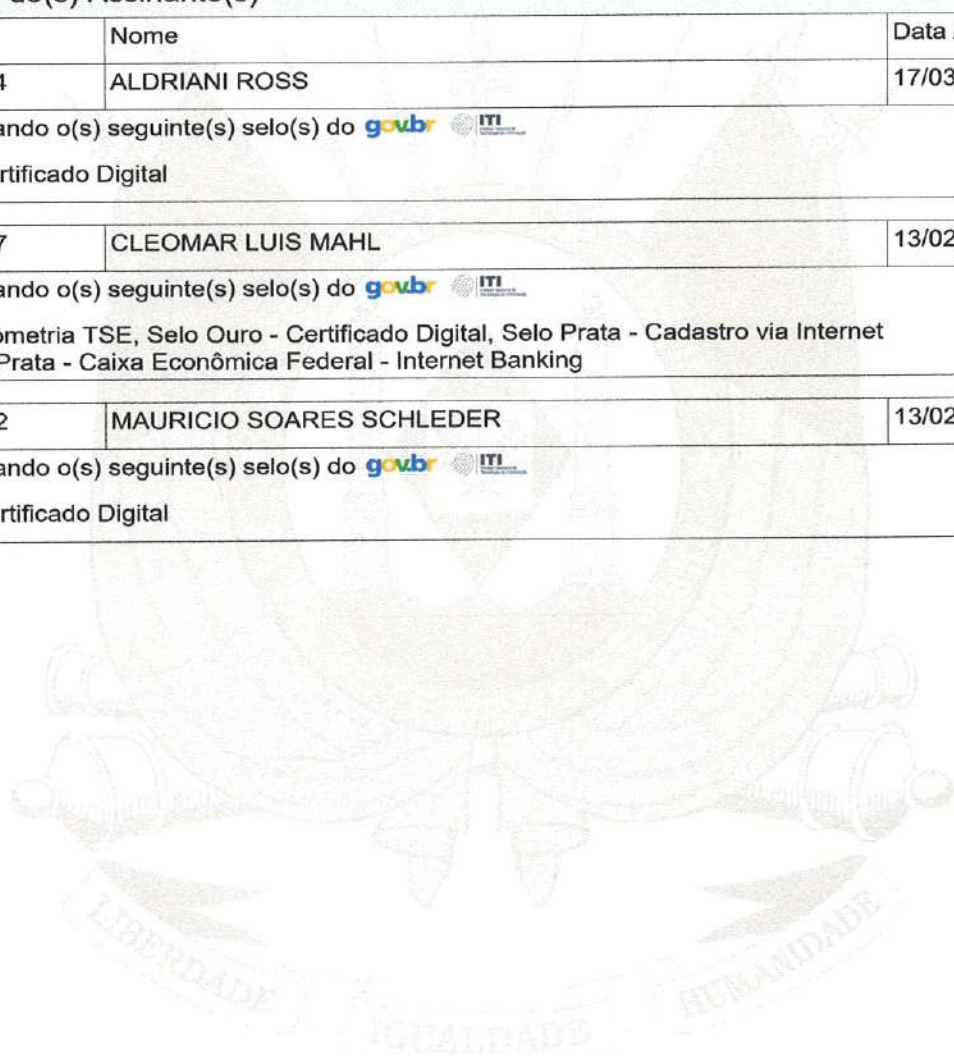 do(s) Assinante(s)
Nome Data
4 ALDRIANI ROSS 17/03
ando o(s) seguinte(s) selo(s) do gov.br ITI
rtificado Digital
7 CLEOMAR LUIS MAHL 13/02
ando o(s) seguinte(s) selo(s) do gov.br ITI
ometria TSE, Selo Ouro - Certificado Digital, Selo Prata - Cadastro via Internet
Prata - Caixa Econômica Federal - Internet Banking
2 MAURICIO SOARES SCHLEDER 13/02
ando o(s) seguinte(s) selo(s) do gov.br ITI
rtificado Digital
LIBERDADE IGUALDADE HUMANIDADE